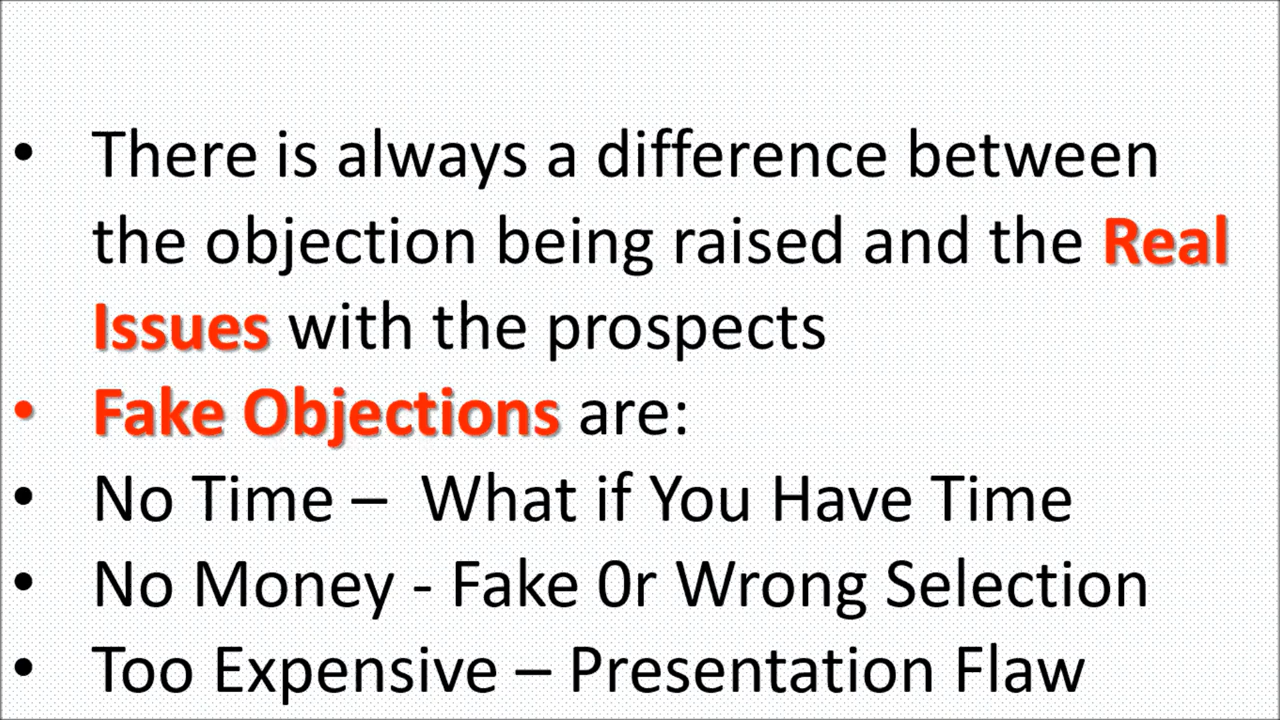 • There is always a difference between
the objection being raised and the Real
Issues with the prospects
• Fake Objections are:
• No Time –  What if You Have Time
• No Money - Fake 0r Wrong Selection
• Too Expensive – Presentation Flaw